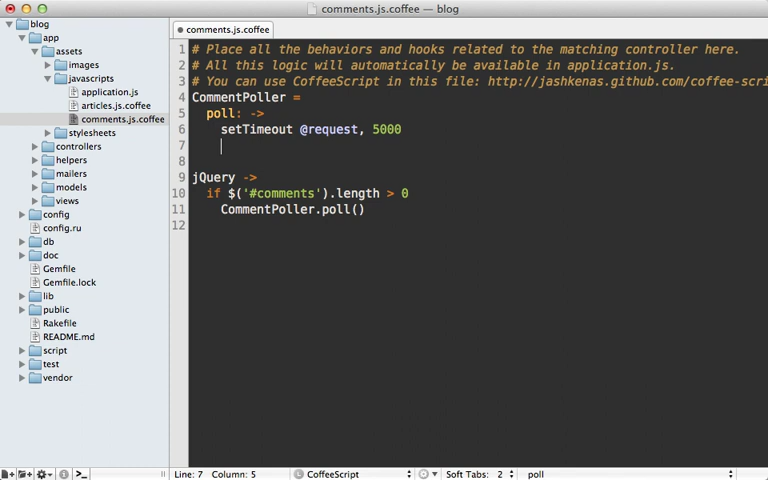 comments.js.coffee — blog
blog
app
assets
images
javascripts
application.js
articles.js.coffee
comments.js.coffee
stylesheets
controllers
helpers
mailers
models
views
config
config.ru
db
doc
Gemfile
Gemfile.lock
lib
public
Rakefile
README.md
script
test
vendor
comments.js.coffee
1 # Place all the behaviors and hooks related to the matching controller here.
2 # All this logic will automatically be available in application.js.
3 # You can use CoffeeScript in this file: http://jashkenas.github.com/coffee-scri
4 CommentPoller =
5 poll: ->
6 setTimeout @request, 5000
7
8
9 jQuery ->
10 if $('#comments').length > 0
11 CommentPoller.poll()
12
Line: 7 Column: 5 CoffeeScript Soft Tabs: 2 poll